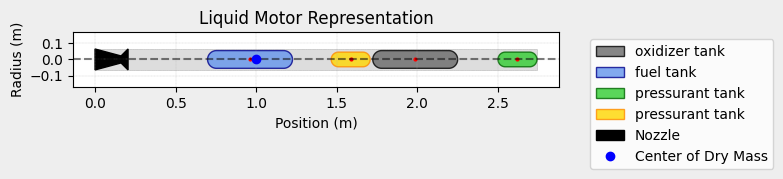 Liquid Motor Representation
Radius (m)
0.1
0.0
−0.1
0.0
0.5
1.0
1.5
2.0
2.5
Position (m)
oxidizer tank
fuel tank
pressurant tank
pressurant tank
Nozzle
Center of Dry Mass